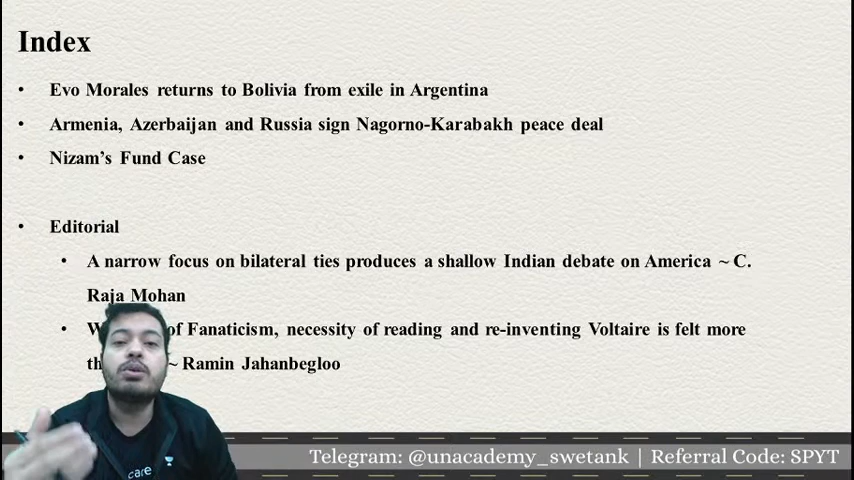 Index
• Evo Morales returns to Bolivia from exile in Argentina
• Armenia, Azerbaijan and Russia sign Nagorno-Karabakh peace deal
• Nizam's Fund Case
• Editorial
• A narrow focus on bilateral ties produces a shallow Indian debate on America ~ C.
Raja Mohan
• of Fanaticism, necessity of reading and re-inventing Voltaire is felt more
~ Ramin Jahanbegloo
care
Telegram: @unacademy_swetank | Referral Code: SPYT